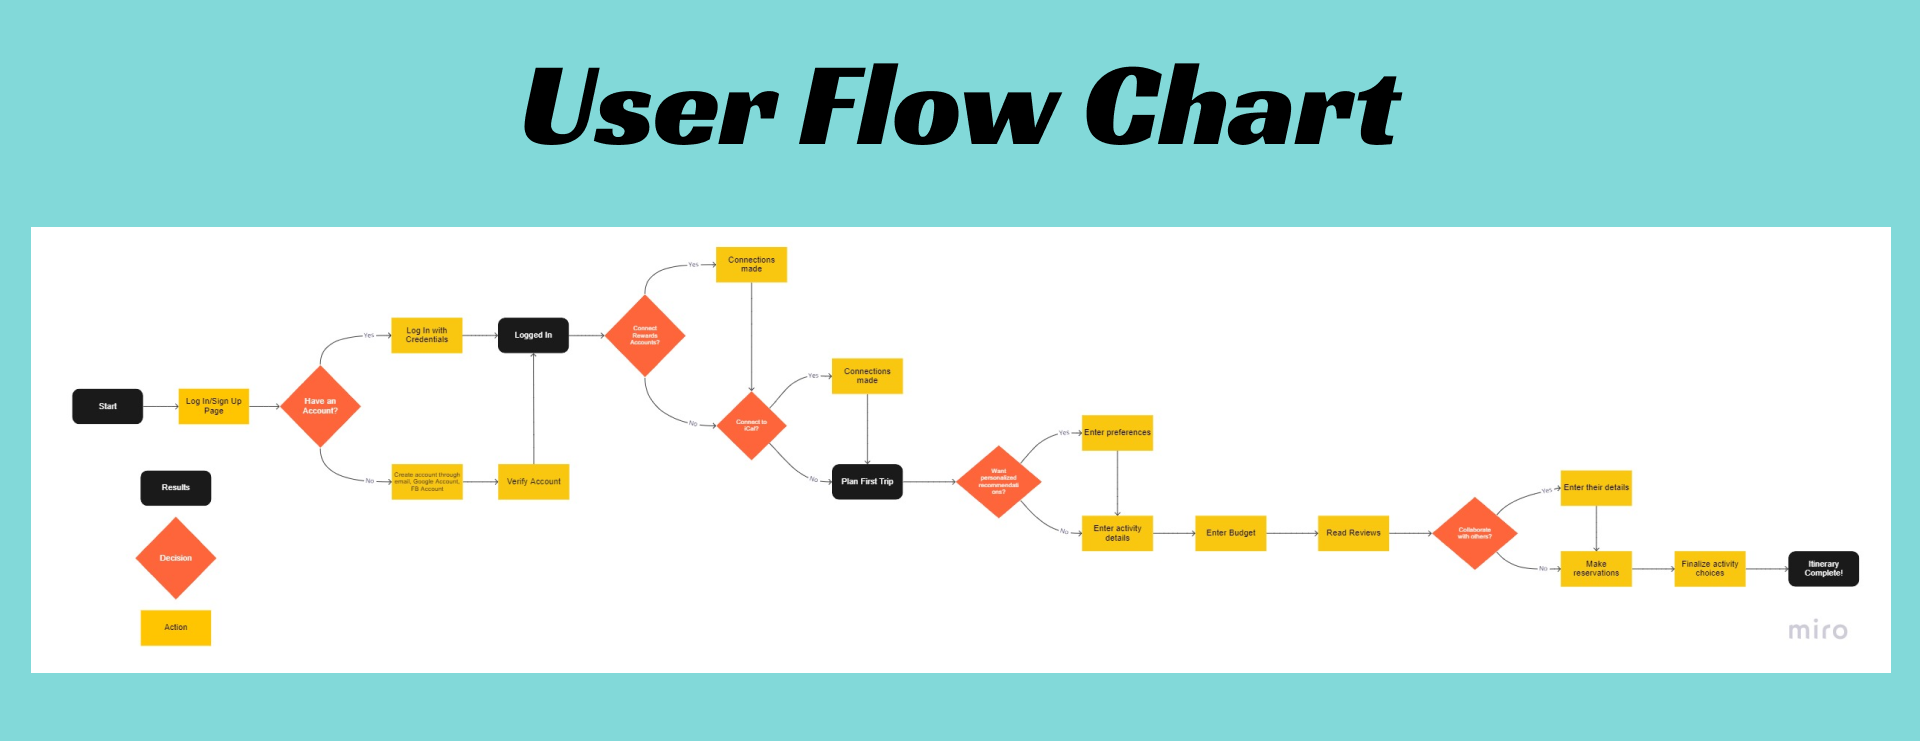 User Flow Chart
Start
Log In/Sign Up
Page
Have an
Account?
Yes
Log In with
Credentials
Logged In
No
Create account through
email, Google Account,
FB Account
Verify Account
Connect
Rewards
Accounts?
Yes
Connections
made
No
Connect to
iCal?
Yes
Connections
made
No
Plan First Trip
Want
personalized
recommendati
ons?
Yes
Enter preferences
No
Enter activity
details
Enter Budget
Read Reviews
Collaborate
with others?
Yes
Enter their details
No
Make
reservations
Finalize activity
choices
Itinerary
Complete!
Results
Decision
Action
miro